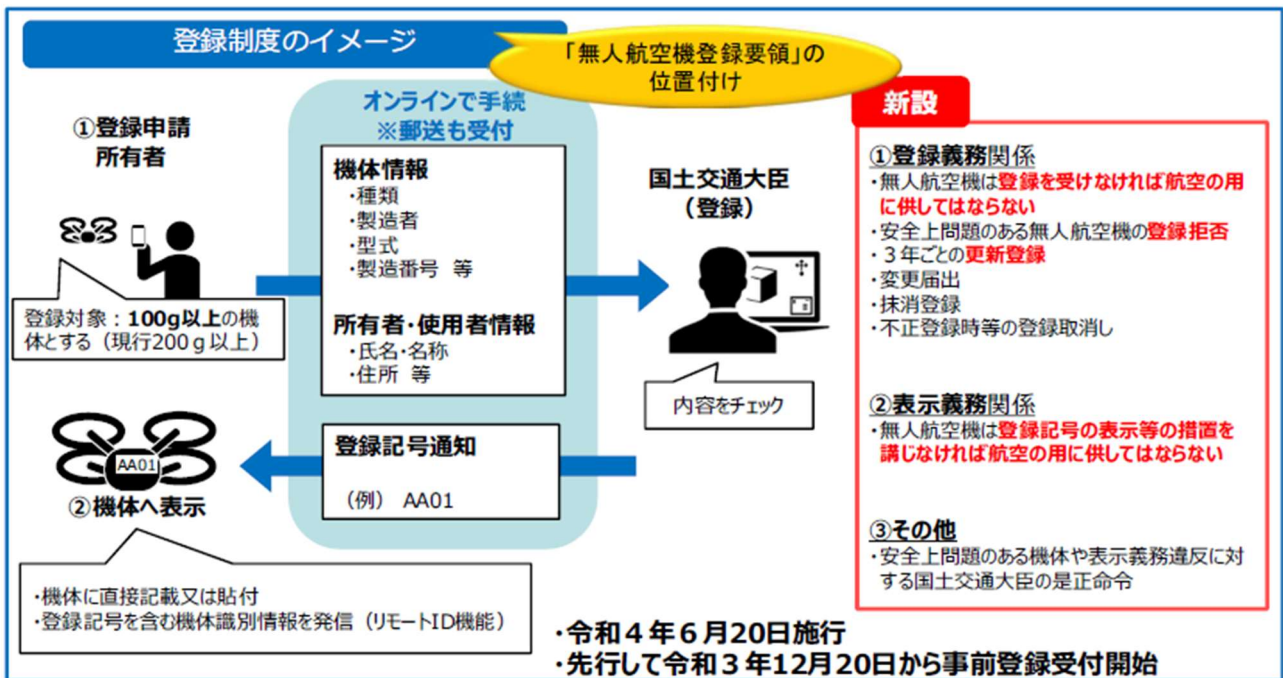 登録制度のイメージ
「無人航空機登録要領」の
位置付け
①登録申請
所有者
登録対象：100g以上の機
体とする（現行200ｇ以上）
オンラインで手続
※郵送も受付
機体情報
・種類
・製造者
・型式
・製造番号 等
所有者・使用者情報
・氏名・名称
・住所 等
国土交通大臣
（登録）
内容をチェック
登録記号通知
（例） AA01
AA01
②機体へ表示
・機体に直接記載又は貼付
・登録記号を含む機体識別情報を発信（リモートID機能）
新設
①登録義務関係
・無人航空機は登録を受けなければ航空の用
に供してはならない
・安全上問題のある無人航空機の登録拒否
・３年ごとの更新登録
・変更届出
・抹消登録
・不正登録時等の登録取消し
②表示義務関係
・無人航空機は登録記号の表示等の措置を
講じなければ航空の用に供してはならない
③その他
・安全上問題のある機体や表示義務違反に対
する国土交通大臣の是正命令
・令和４年６月20日施行
・先行して令和３年12月20日から事前登録受付開始